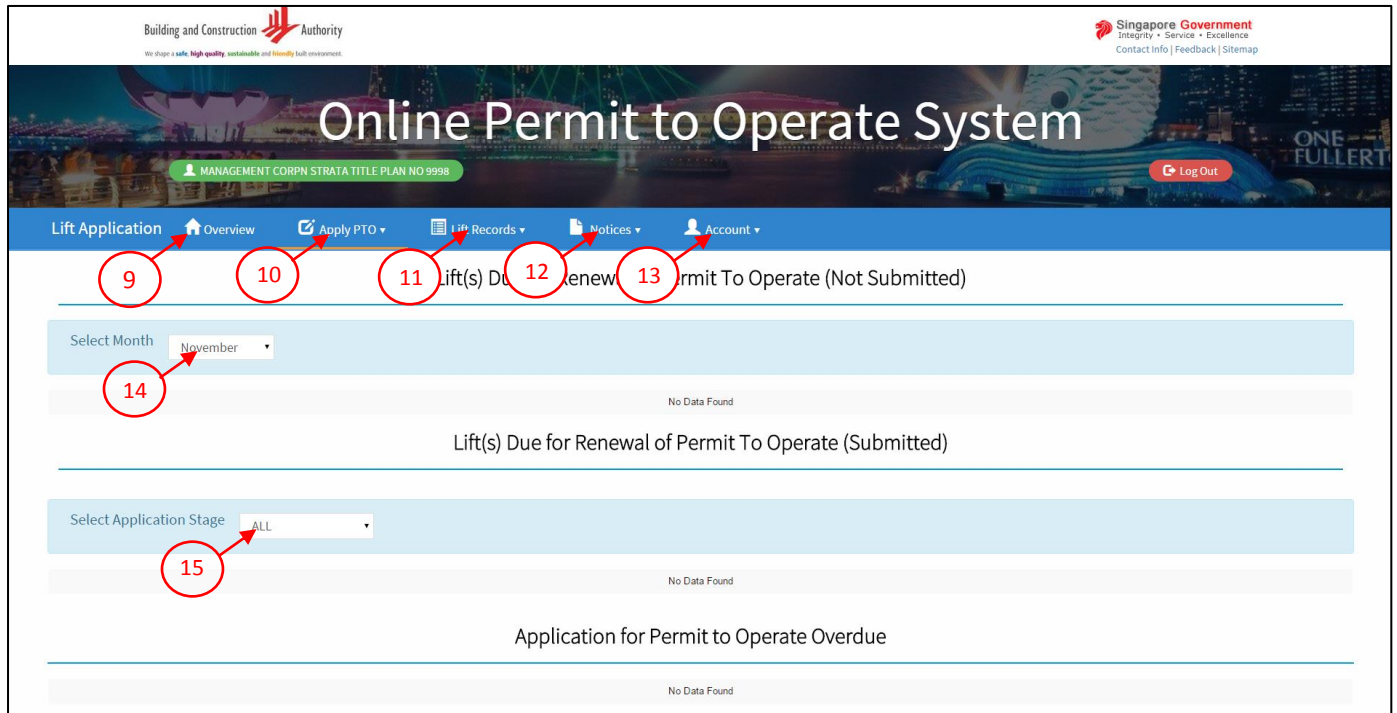 Building and Construction Authority
We shape a safe, high quality, sustainable and friendly built environment.
Singapore Government
Integrity • Service • Excellence
Contact Info | Feedback | Sitemap
Online Permit to Operate System
ONE
FULLERT
MANAGEMENT CORPN STRATA TITLE PLAN NO 9998
Log Out
Lift Application Overview Apply PTO Lift Records Notices Account
9 10 11 12 13
Lift(s) Du enew rmit To Operate (Not Submitted)
Select Month November
14
No Data Found
Lift(s) Due for Renewal of Permit To Operate (Submitted)
Select Application Stage ALL
15
No Data Found
Application for Permit to Operate Overdue
No Data Found